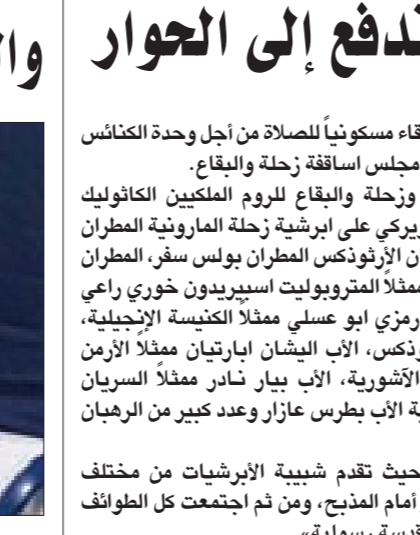 ندفع إلى الحوار
وا
قاء مسكونياً للصلاة من أجل وحدة الكنائس
مجلس اساقفة زحلة والبقاع.
وزحلة والبقاع للروم الملكيين الكاثوليك
يركي على ابرشية زحلة المارونية المطران
ن الأرثوذكس المطران بولس سفر، المطران
ممثلاً المتروبوليت اسبيريدون خوري راعي
رمزي ابو عسلي ممثلاً الكنيسة الإنجيلية،
وذكس، الأب اليشان ابارتيان ممثلاً الأرمن
الآشورية، الأب بيار نادر ممثلاً السريان
ية الأب بطرس عازار وعدد كبير من الرهبان
حيث تقدم شبيبة الأبرشيات من مختلف
أمام المذبح، ومن ثم اجتمعت كل الطوائف